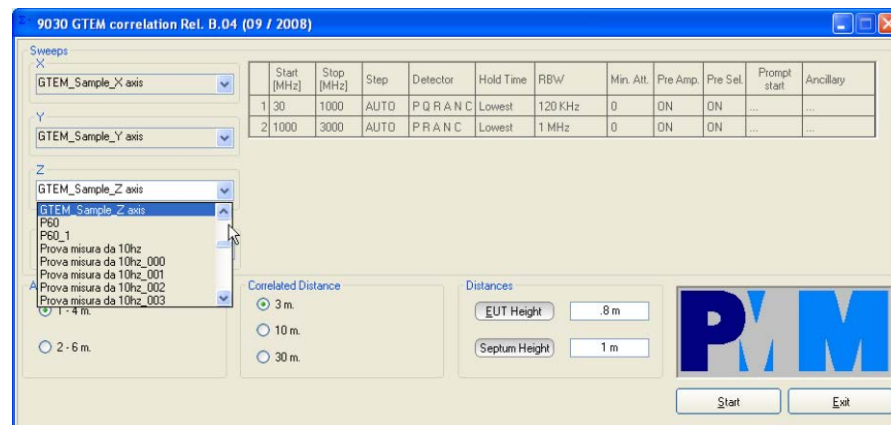 9030 GTEM correlation Rel. B.04 (09 / 2008)
Sweeps
X
GTEM_Sample_X axis
Y
GTEM_Sample_Y axis
Z
GTEM_Sample_Z axis
GTEM_Sample_Z axis
P60
P60_1
Prova misura da 10hz
Prova misura da 10hz_000
Prova misura da 10hz_001
Prova misura da 10hz_002
Prova misura da 10hz_003
Start [MHz] Stop [MHz] Step Detector Hold Time RBW Min. Att. Pre Amp. Pre Sel. Prompt start Ancillary
1 30 1000 AUTO P Q R A N C Lowest 120 KHz 0 ON ON ... ...
2 1000 3000 AUTO P R A N C Lowest 1 MHz 0 ON ON ... ...
A
1 - 4 m.
2 - 6 m.
Correlated Distance
3 m.
10 m.
30 m.
Distances
EUT Height .8 m
Septum Height 1 m
PMM
Start Exit